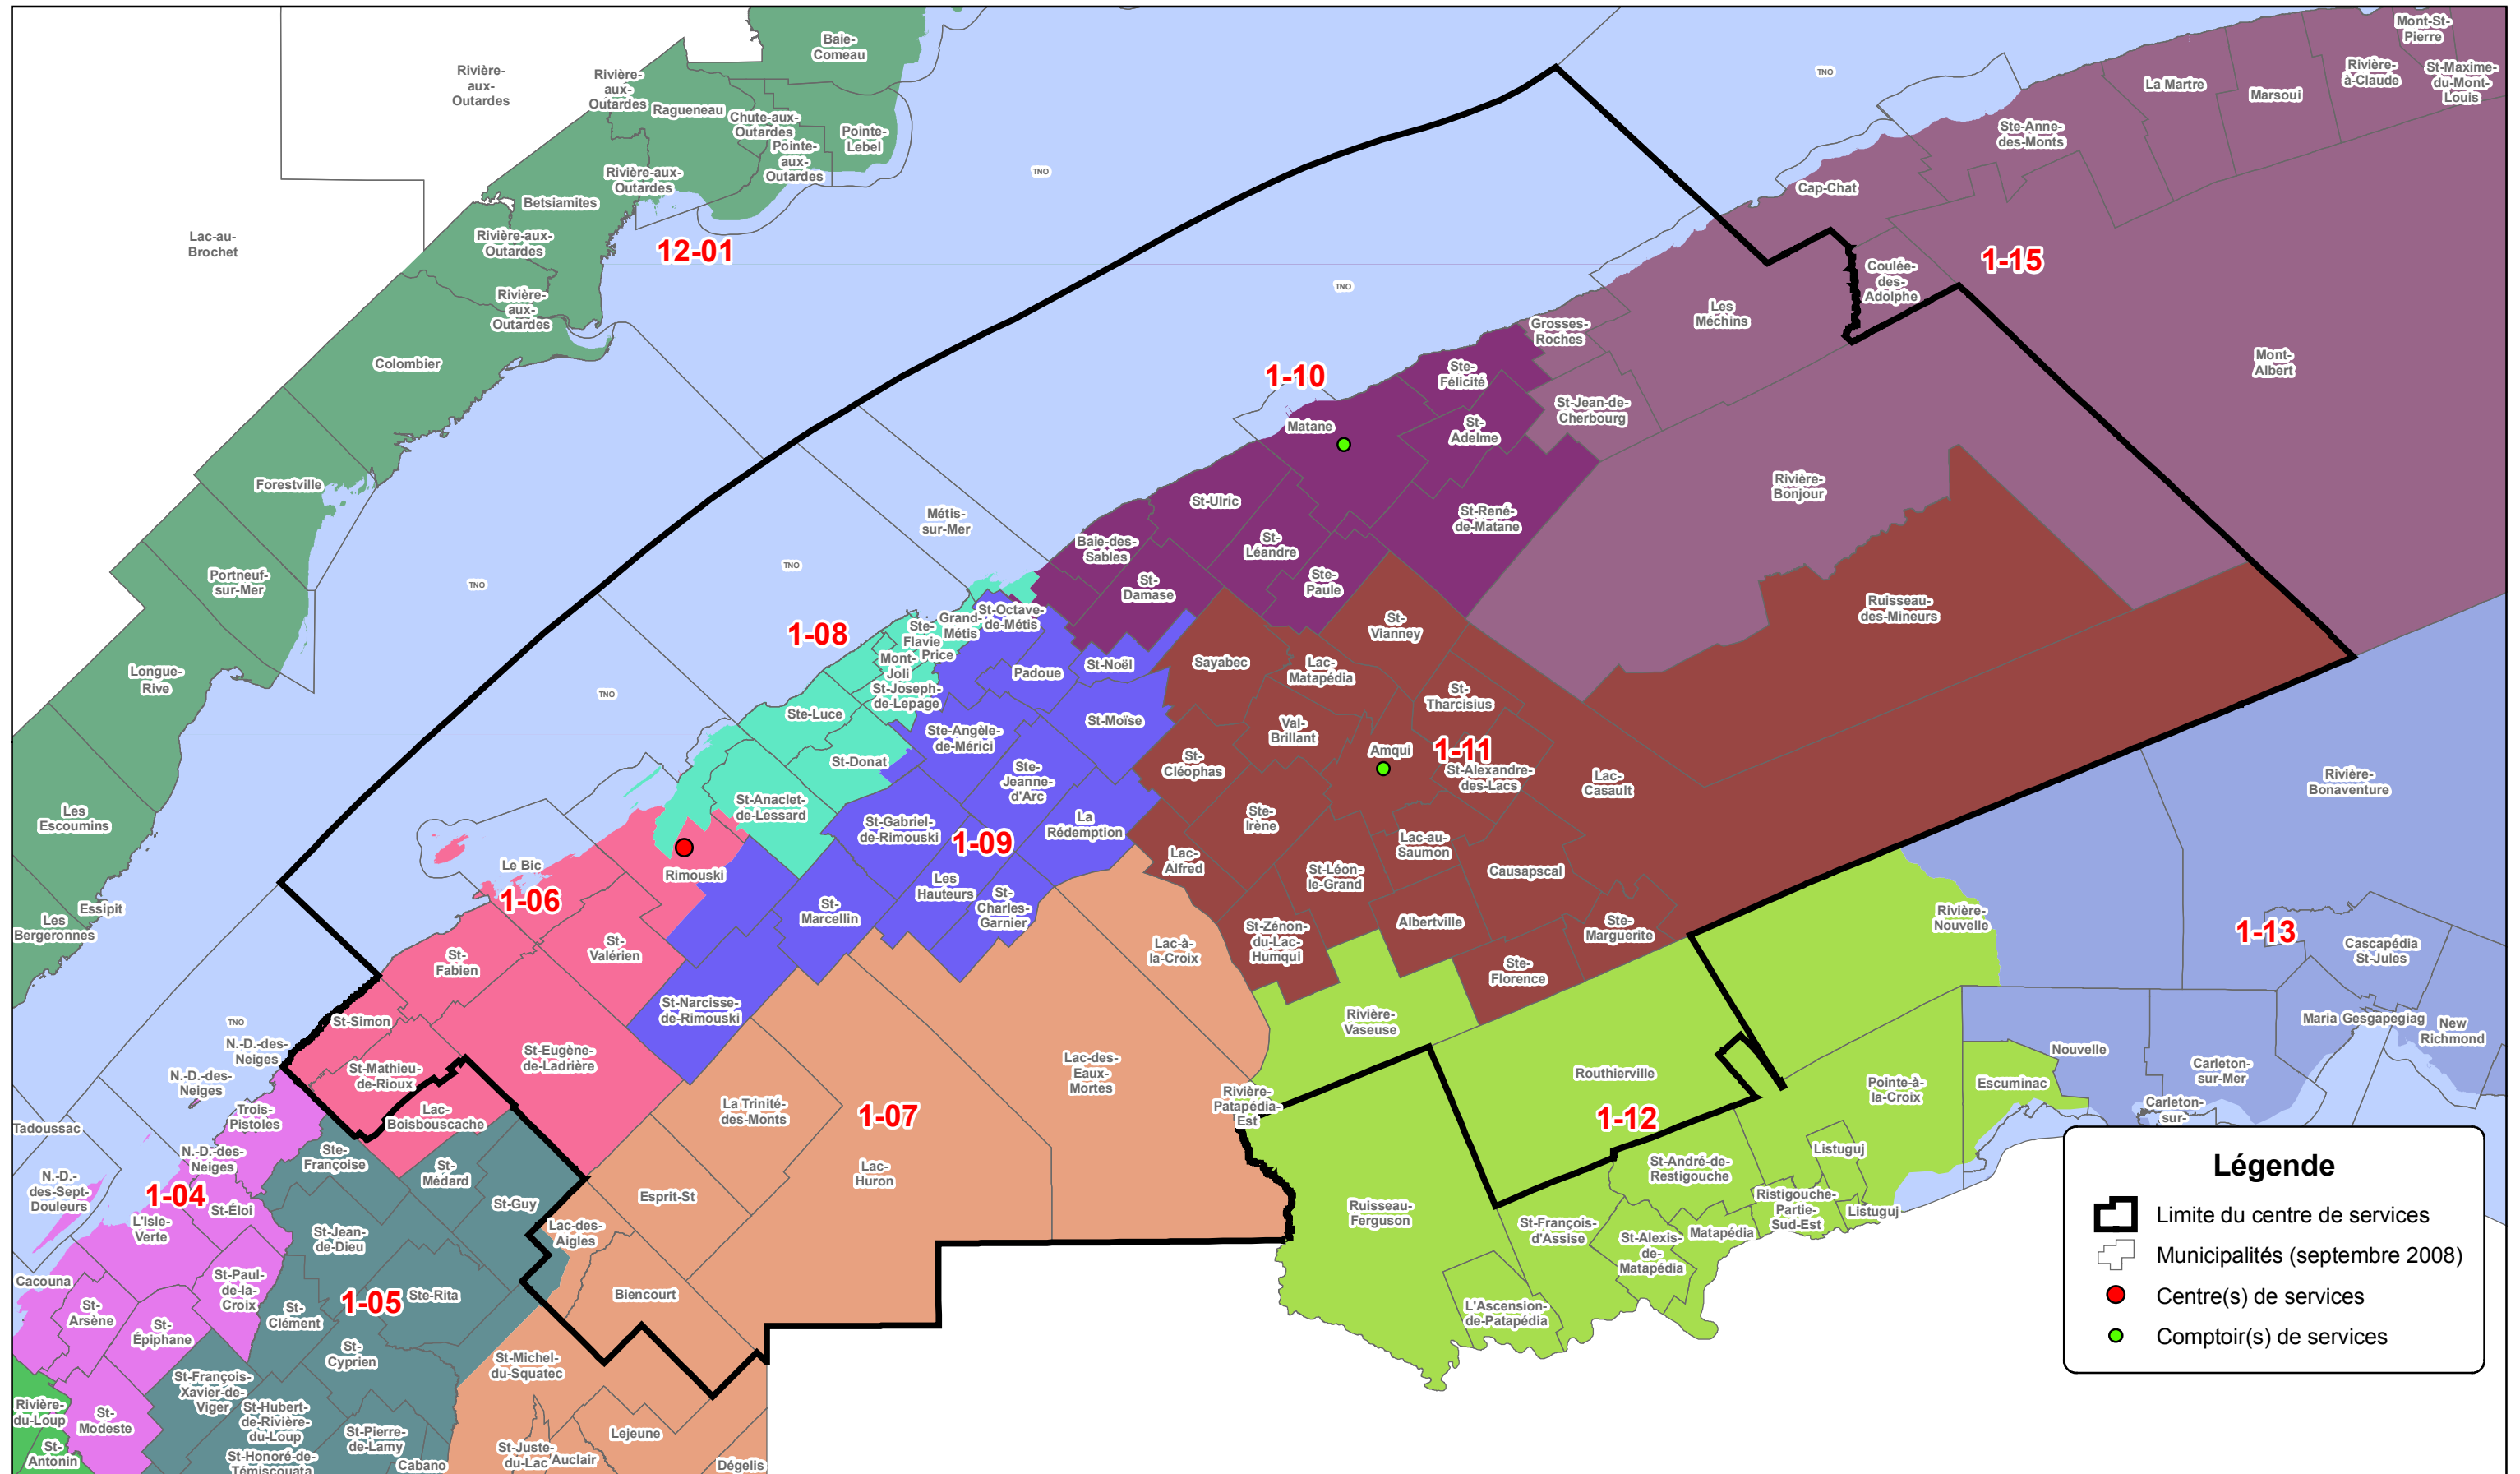 Baie-
Comeau
Rivière-
aux-
Outardes
Rivière-
aux-
Outardes
Ragueneau
Chute-aux-
Outardes
Pointe-
Lebel
Pointe-
aux-
Outardes
Rivière-aux-
Outardes
Betsiamites
Lac-au-
Brochet
Rivière-aux-
Outardes
12-01
Rivière-
aux-
Outardes
Colombier
Forestville
Portneuf-
sur-Mer
Longue-
Rive
Les
Escoumins
Essipit
Les
Bergeronnes
TNO
TNO
TNO
TNO
TNO
TNO
TNO
Mont-St-
Pierre
Rivière-
à-Claude
St-Maxime-
du-Mont-
Louis
La Martre
Marsoui
Ste-Anne-
des-Monts
Cap-Chat
1-15
Coulée-
des-
Adolphe
Les
Méchins
Grosses-
Roches
Mont-
Albert
1-10
Ste-
Félicité
St-Jean-de-
Cherbourg
Matane
St-
Adelme
Rivière-
Bonjour
St-Ulric
St-René-
de-Matane
Métis-
sur-Mer
Baie-des-
Sables
St-
Léandre
St-
Damase
Ste-
Paule
Ruisseau-
des-Mineurs
1-08
Grand-
Métis
St-Octave-
de-Métis
Ste-
Flavie
Price
Mont-
Joli
St-Joseph-
de-Lepage
Padoue
St-Noël
St-
Vianney
Sayabec
Lac-
Matapédia
St-
Tharcisius
Ste-Luce
St-Moïse
Ste-Angèle-
de-Mérici
Val-
Brillant
Amqui
1-11
St-Donat
St-
Cléophas
St-Alexandre-
des-Lacs
Lac-
Casault
Rivière-
Bonaventure
Ste-
Jeanne-
d'Arc
St-Anaclet-
de-Lessard
St-Gabriel-
de-Rimouski
1-09
La
Rédemption
Ste-
Irène
Lac-au-
Saumon
Le Bic
Rimouski
Lac-
Alfred
St-Léon-
le-Grand
Causapscal
1-06
Les
Hauteurs
St-
Charles-
Garnier
St-
Marcellin
Albertville
Ste-
Marguerite
Rivière-
Nouvelle
1-13
St-
Fabien
St-
Valérien
Lac-à-
la-Croix
St-Zénon-
du-Lac-
Humqui
Cascapédia
St-Jules
Ste-
Florence
St-Narcisse-
de-Rimouski
St-Simon
Rivière-
Vaseuse
Maria
Gesgapegiag
New
Richmond
N.-D.-des-
Neiges
St-Mathieu-
de-Rioux
St-Eugène-
de-Ladrière
Lac-des-
Eaux-
Mortes
Routhierville
Nouvelle
Carleton-
sur-Mer
N.-D.-des-
Neiges
Escuminac
Pointe-à-
la-Croix
Trois-
Pistoles
Lac-
Boisbouscache
La Trinité-
des-Monts
1-07
Rivière-
Patapédia-
Est
1-12
Carleton-
sur-
Tadoussac
N.-D.-des-
Neiges
Ste-
Françoise
St-
Médard
Lac-
Huron
St-André-de-
Restigouche
Listuguj
N.-D.-
des-Sept-
Douleurs
1-04
St-Éloi
St-Guy
Esprit-St
Ruisseau-
Ferguson
Ristigouche-
Partie-
Sud-Est
Listuguj
L'Isle-
Verte
St-Jean-
de-Dieu
Lac-des-
Aigles
St-François-
d'Assise
St-Alexis-
de-
Matapédia
Matapédia
Cacouna
St-Paul-
de-la-
Croix
1-05
Ste-Rita
Biencourt
L'Ascension-
de-Patapédia
St-
Arsène
St-
Clément
St-
Épiphane
St-
Cyprien
St-Michel-
du-Squatec
St-François-
Xavier-de-
Viger
Rivière-
du-Loup
St-
Modeste
St-Hubert-
de-Rivière-
du-Loup
St-Pierre-
de-Lamy
Lejeune
St-
Antonin
St-Honoré-de-
Témiscouata
Cabano
St-Juste-
du-Lac
Auclair
Dégelis
Légende
Limite du centre de services
Municipalités (septembre 2008)
Centre(s) de services
Comptoir(s) de services